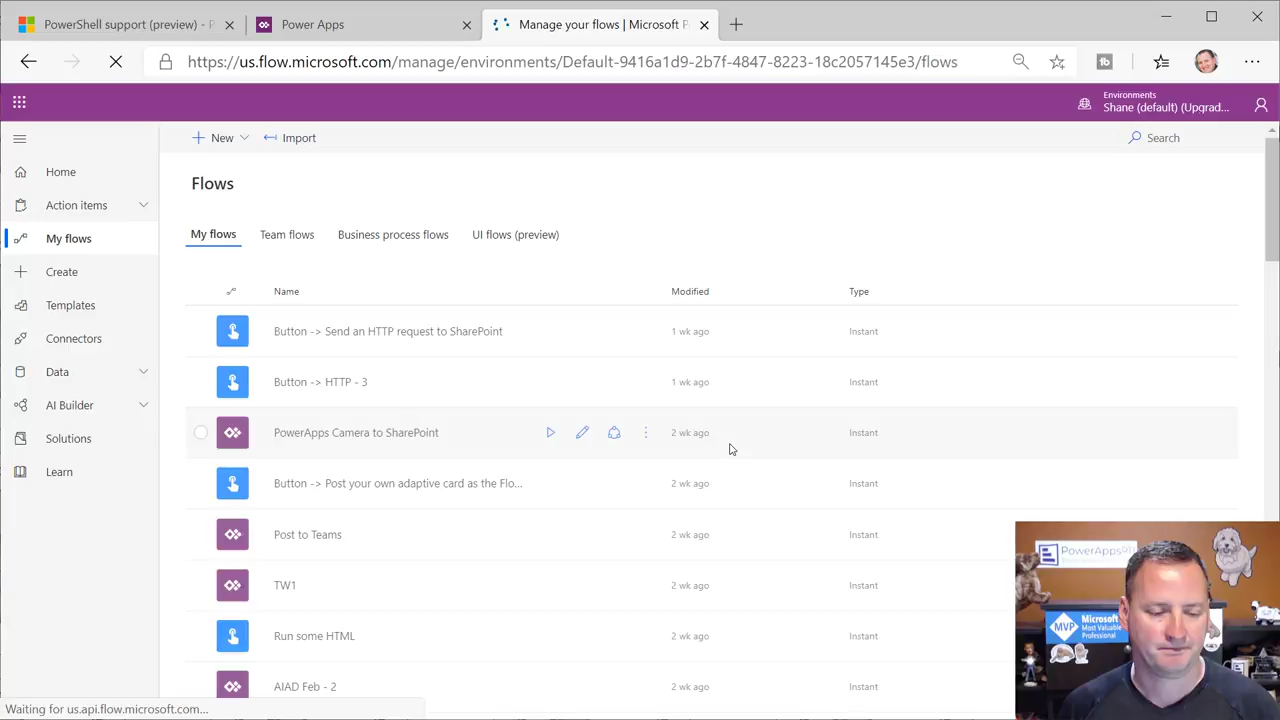 PowerShell support (preview) - P
Power Apps
Manage your flows | Microsoft P
https://us.flow.microsoft.com/manage/environments/Default-9416a1d9-2b7f-4847-8223-18c2057145e3/flows
Environments
Shane (default) (Upgrad...
New
Import
Search
Home
Action items
My flows
Create
Templates
Connectors
Data
AI Builder
Solutions
Learn
Flows
My flows
Team flows
Business process flows
UI flows (preview)
Name
Modified
Type
Button -> Send an HTTP request to SharePoint
1 wk ago
Instant
Button -> HTTP - 3
1 wk ago
Instant
PowerApps Camera to SharePoint
2 wk ago
Instant
Button -> Post your own adaptive card as the Flo...
2 wk ago
Instant
Post to Teams
2 wk ago
Instant
TW1
2 wk ago
Instant
Run some HTML
2 wk ago
Instant
AIAD Feb - 2
2 wk ago
Instant
Waiting for us.api.flow.microsoft.com...
PowerApps911
MVP
Microsoft
Most Valuable
Professional